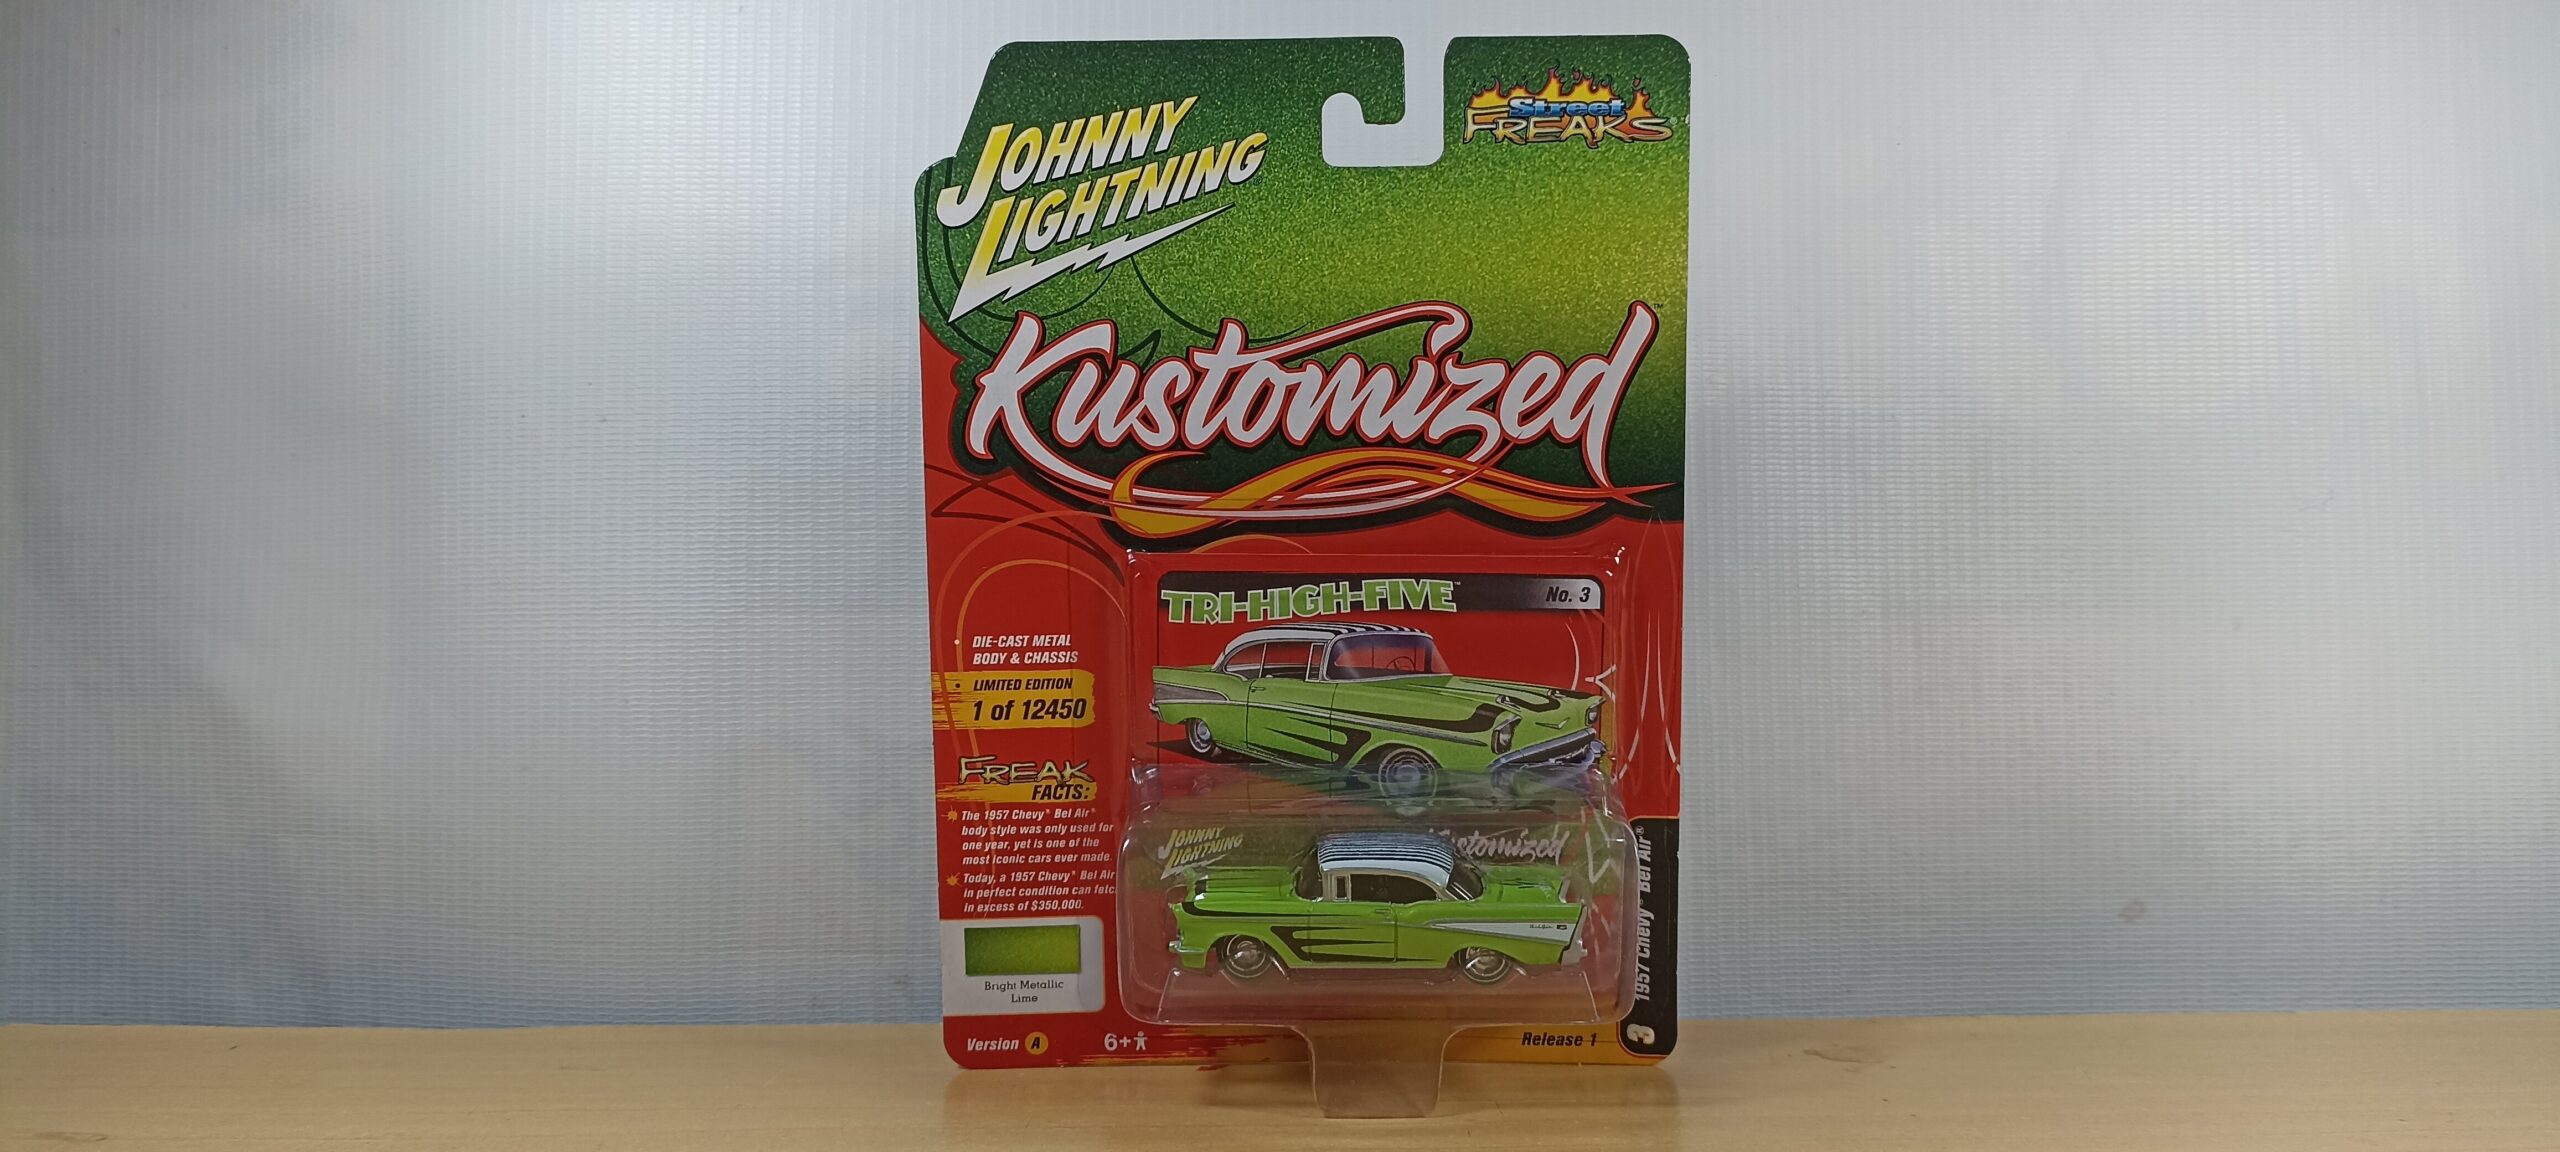 JOHNNY
LIGHTNING®
Street
FREAKS®
Kustomized™
TRI-HIGH-FIVE™
No. 3
• DIE-CAST METAL
BODY & CHASSIS
• LIMITED EDITION
1 of 12450
FREAK
FACTS:
The 1957 Chevy® Bel Air®
body style was only used for
one year, yet is one of the
most iconic cars ever made.
Today, a 1957 Chevy® Bel Air
in perfect condition can fetc
in excess of $350,000.
JOHNNY
LIGHTNING
Kustomized
Bright Metallic
Lime
Version A
6+
Release 1
3 1957 Chevy® Bel Air®